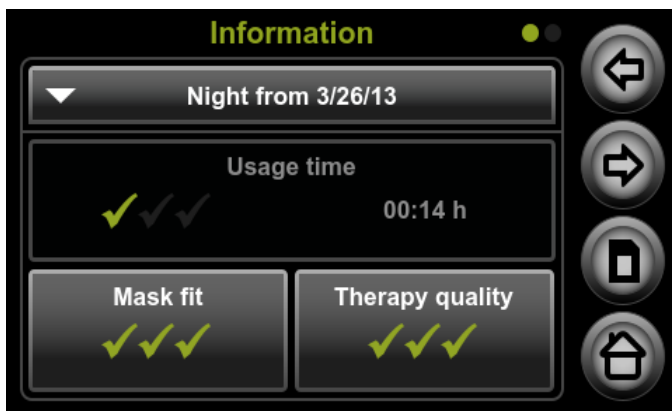 Information
Night from 3/26/13
Usage time
00:14 h
Mask fit
Therapy quality